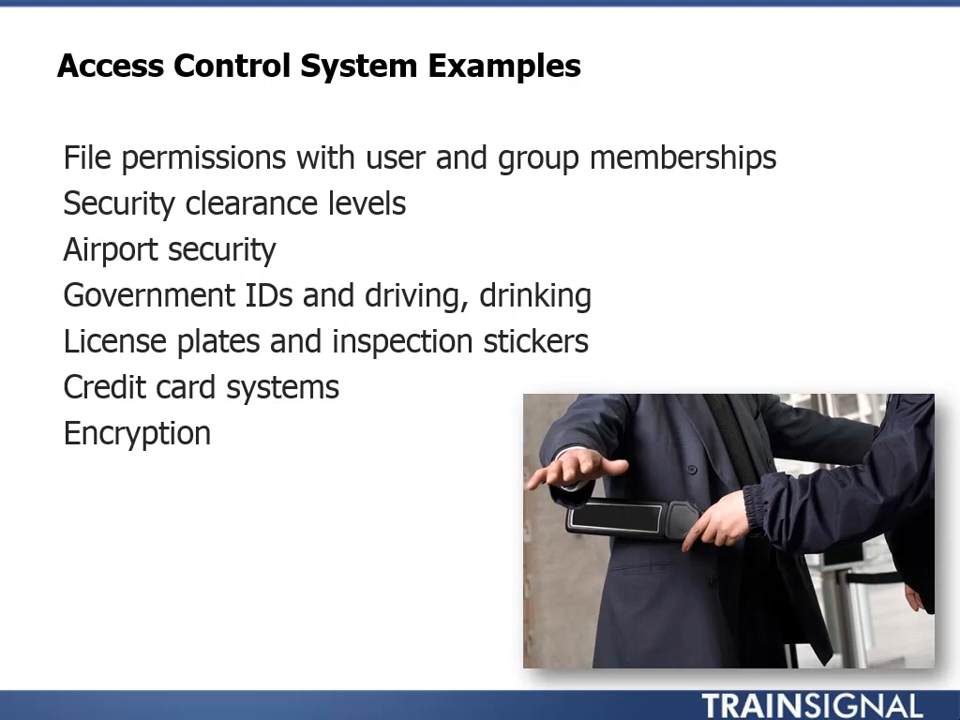 Access Control System Examples
File permissions with user and group memberships
Security clearance levels
Airport security
Government IDs and driving, drinking
License plates and inspection stickers
Credit card systems
Encryption
TRAINSIGNAL